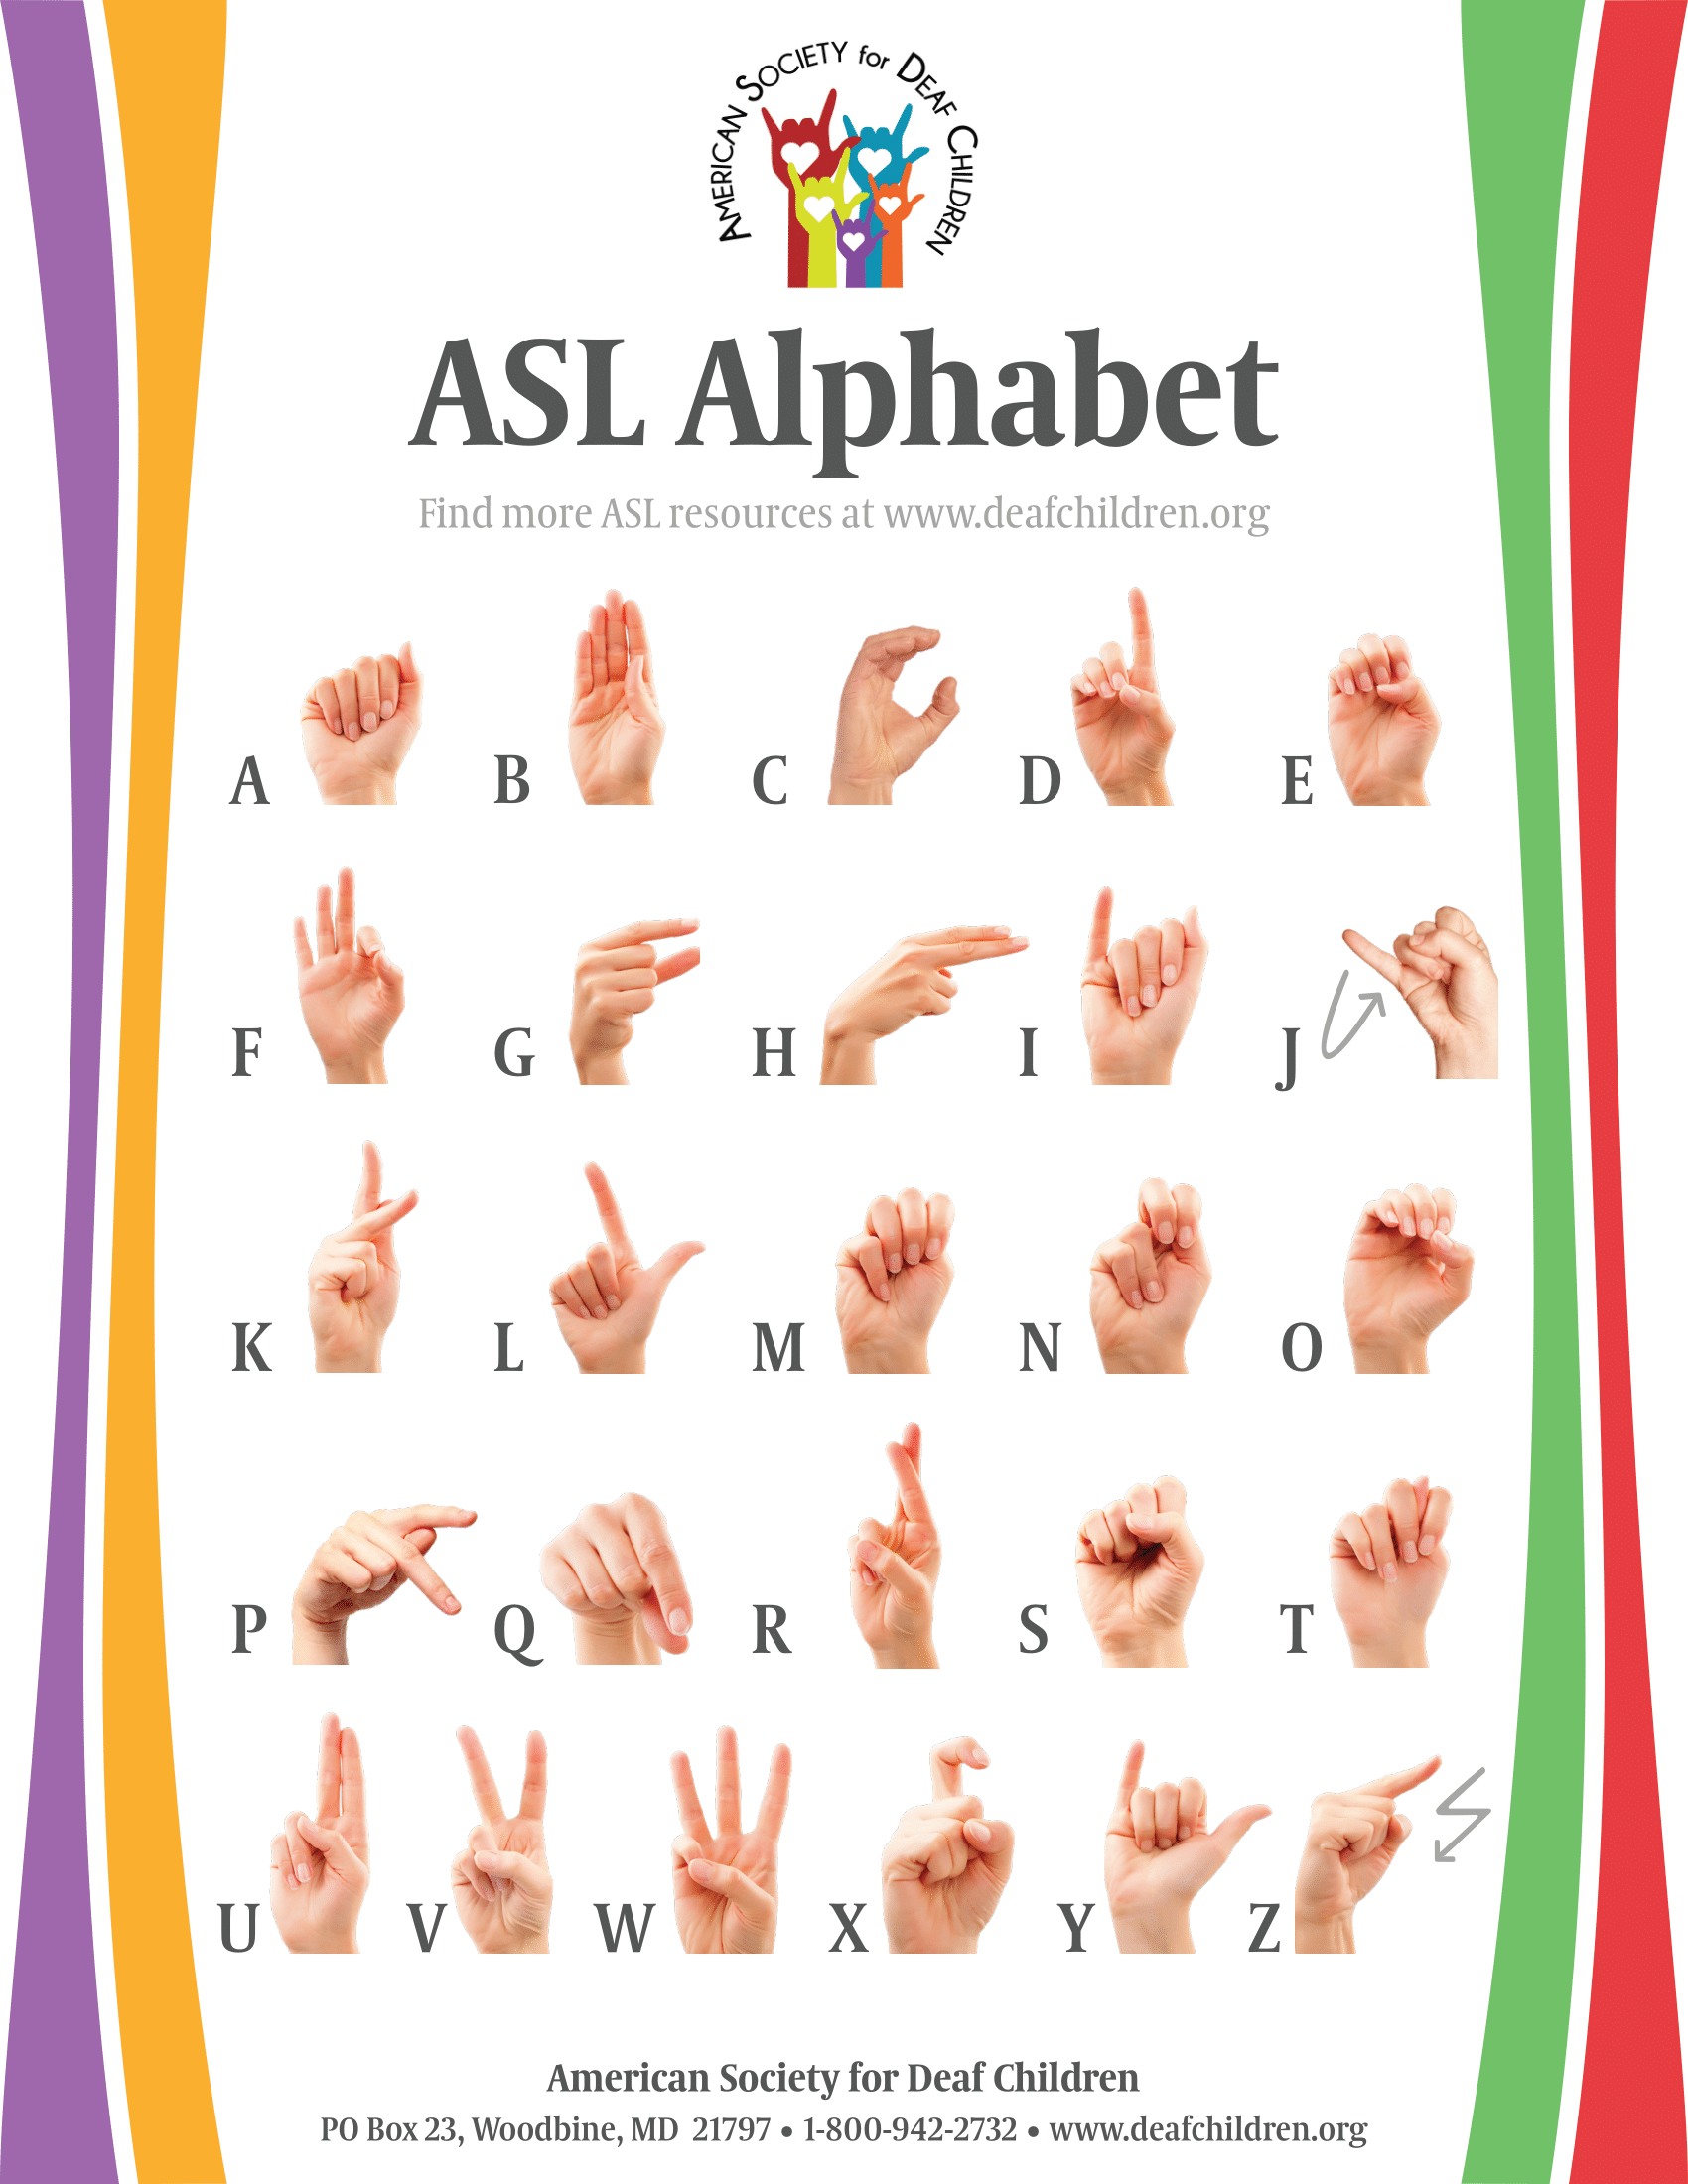 AMERICAN SOCIETY for DEAF CHILDREN
ASL Alphabet
Find more ASL resources at www.deafchildren.org
A B C D E
F G H I J
K L M N O
P Q R S T
U V W X Y Z
American Society for Deaf Children
PO Box 23, Woodbine, MD 21797 • 1-800-942-2732 • www.deafchildren.org